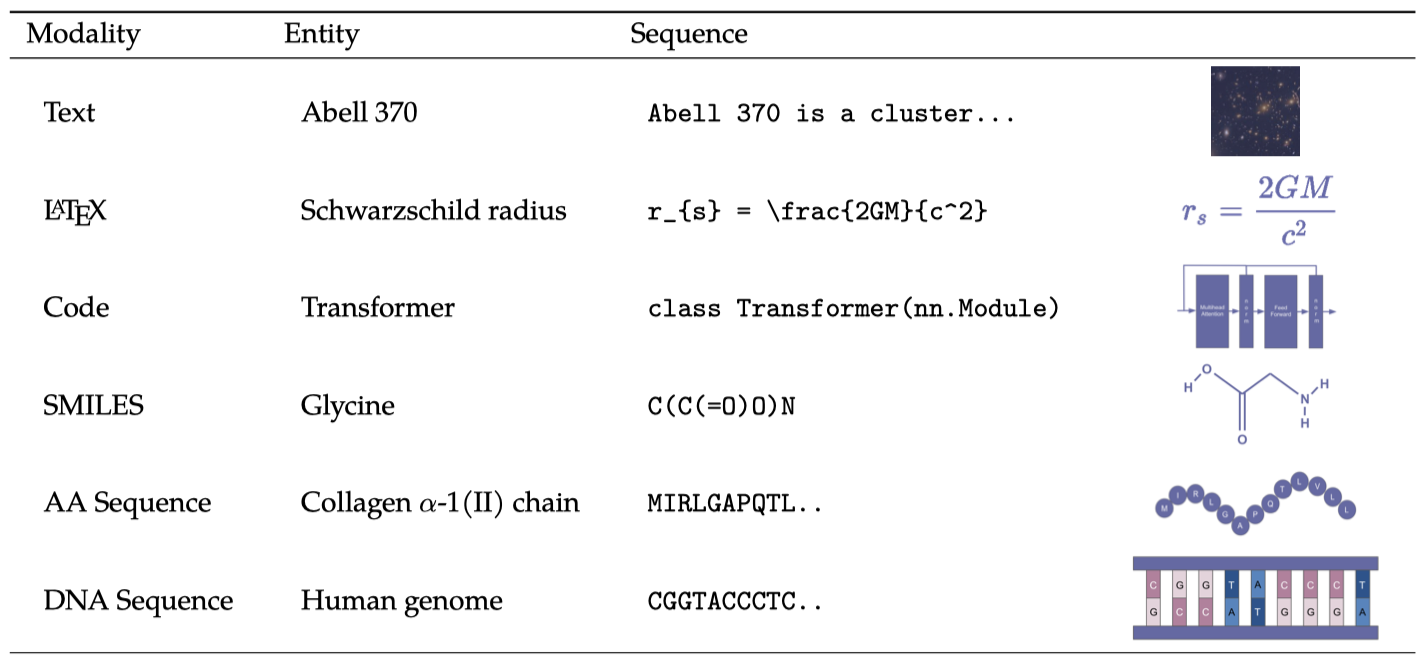 Modality Entity Sequence
Text Abell 370 Abell 370 is a cluster...
LATEX Schwarzschild radius r_{s} = \frac{2GM}{c^2} r_s = 2GM / c^2
Code Transformer class Transformer(nn.Module) Multihead Attention norm Feed Forward norm
SMILES Glycine C(C(=O)O)N H O O N H H
AA Sequence Collagen α-1(II) chain MIRLGAPQTL.. M I R L G A P Q T L V L L
DNA Sequence Human genome CGGTACCCTC.. C G G T A C C C T
G C C A T G G G A